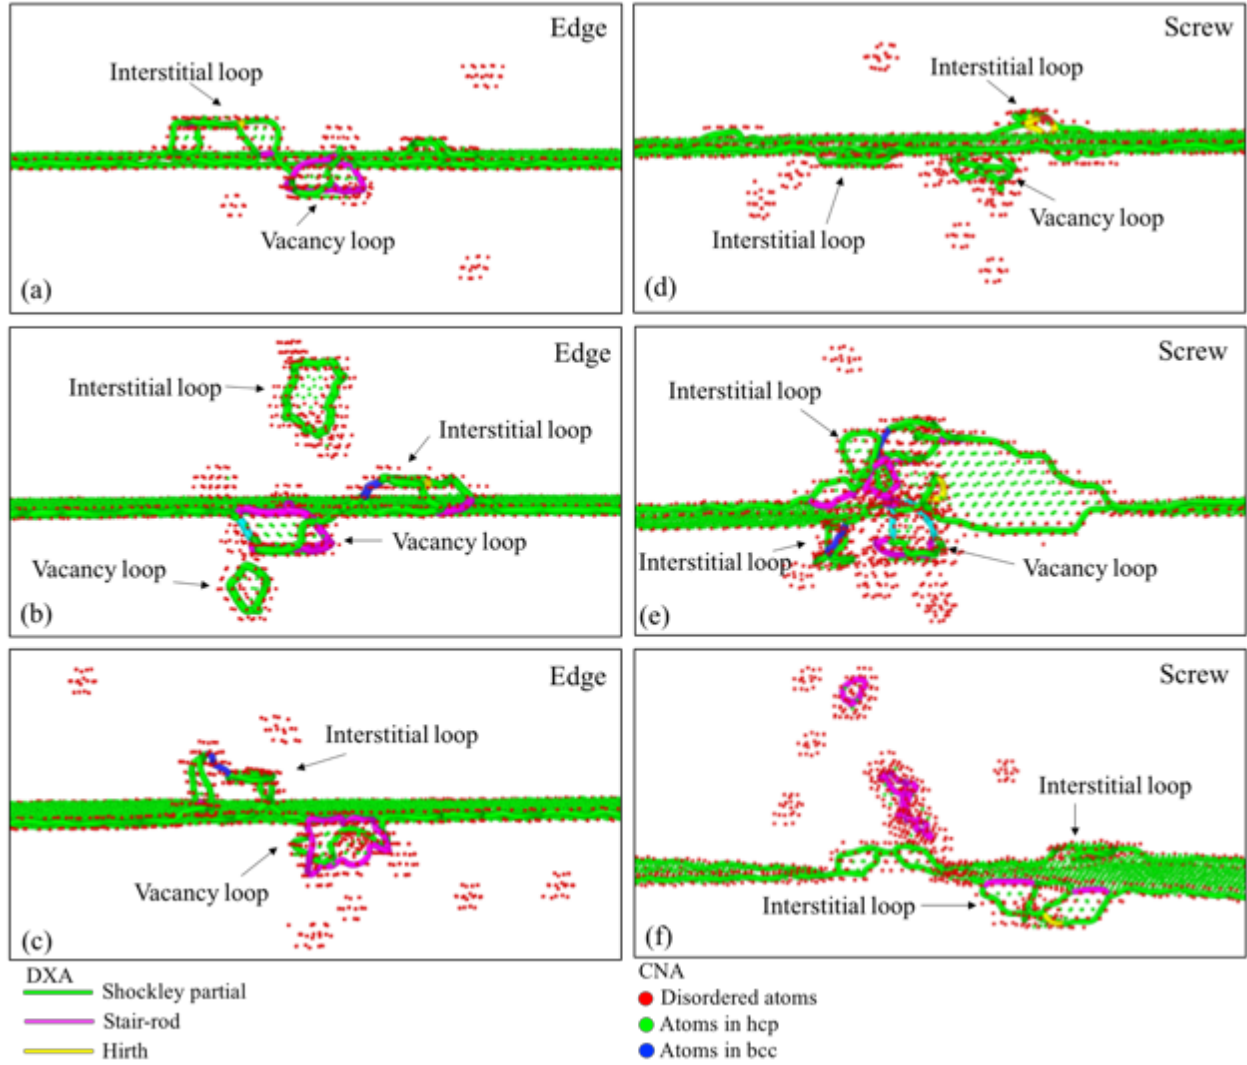 Edge
Interstitial loop
Vacancy loop
(a)
Screw
Interstitial loop
Interstitial loop
Vacancy loop
(d)
Edge
Interstitial loop
Interstitial loop
Vacancy loop
Vacancy loop
(b)
Screw
Interstitial loop
Interstitial loop
Vacancy loop
(e)
Edge
Interstitial loop
Vacancy loop
(c)
Screw
Interstitial loop
Interstitial loop
(f)
DXA
Shockley partial
Stair-rod
Hirth
CNA
Disordered atoms
Atoms in hcp
Atoms in bcc